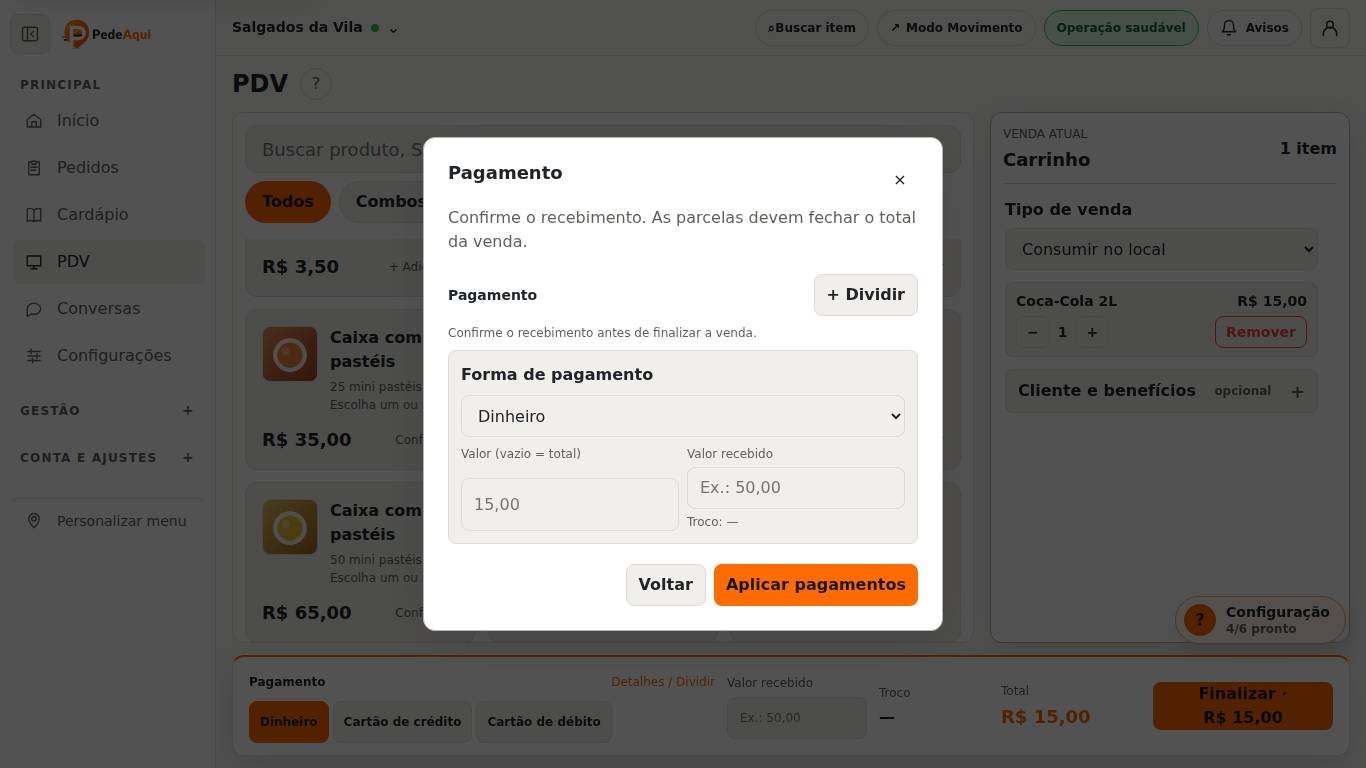 PedeAqui
Salgados da Vila
Buscar item
↗ Modo Movimento
Operação saudável
Avisos
PRINCIPAL
Início
Pedidos
Cardápio
PDV
Conversas
Configurações
GESTÃO +
CONTA E AJUSTES +
Personalizar menu
PDV ?
Buscar produto, S
Todos
Combos
R$ 3,50
+ Adi
Caixa com
pastéis
25 mini pastéis
Escolha um ou
R$ 35,00
Conf
Caixa com
pastéis
50 mini pastéis
Escolha um ou
R$ 65,00
Conf
Pagamento
×
Confirme o recebimento. As parcelas devem fechar o total
da venda.
Pagamento
+ Dividir
Confirme o recebimento antes de finalizar a venda.
Forma de pagamento
Dinheiro
Valor (vazio = total)
15,00
Valor recebido
Ex.: 50,00
Troco: —
Voltar
Aplicar pagamentos
VENDA ATUAL
Carrinho
1 item
Tipo de venda
Consumir no local
Coca-Cola 2L
R$ 15,00
− 1 +
Remover
Cliente e benefícios
opcional +
?
Configuração
4/6 pronto
Pagamento
Detalhes / Dividir
Dinheiro
Cartão de crédito
Cartão de débito
Valor recebido
Ex.: 50,00
Troco
—
Total
R$ 15,00
Finalizar ·
R$ 15,00